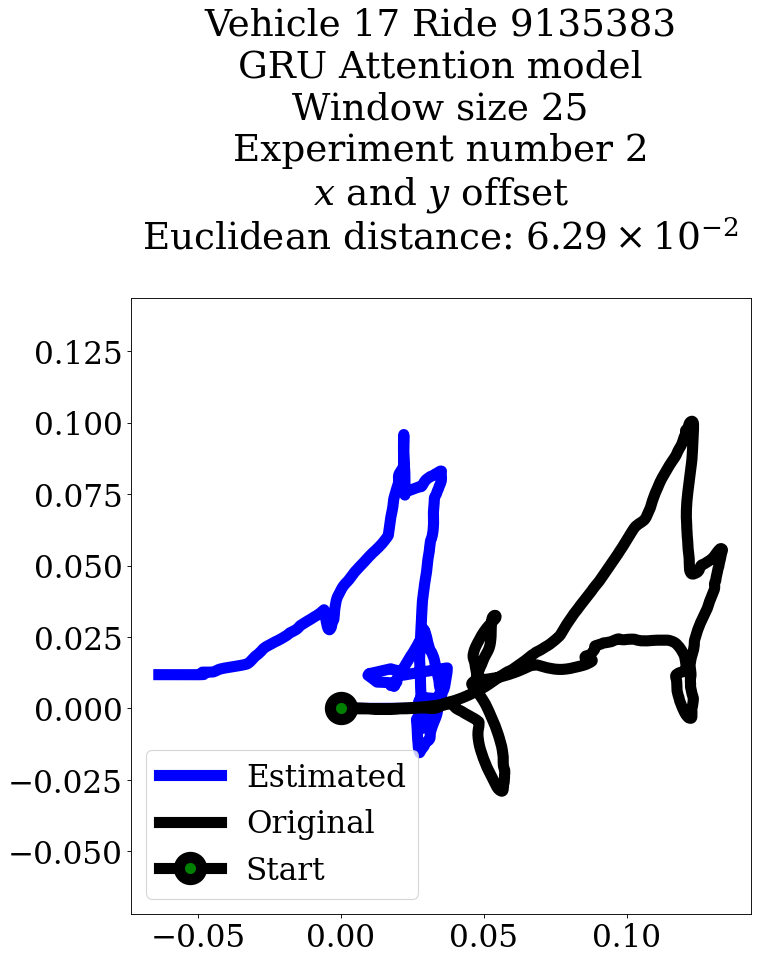 Vehicle 17 Ride 9135383
GRU Attention model
Window size 25
Experiment number 2
x and y offset
Euclidean distance: 6.29 × 10⁻²
0.125
0.100
0.075
0.050
0.025
0.000
−0.025
−0.050
Estimated
Original
Start
−0.05 0.00 0.05 0.10